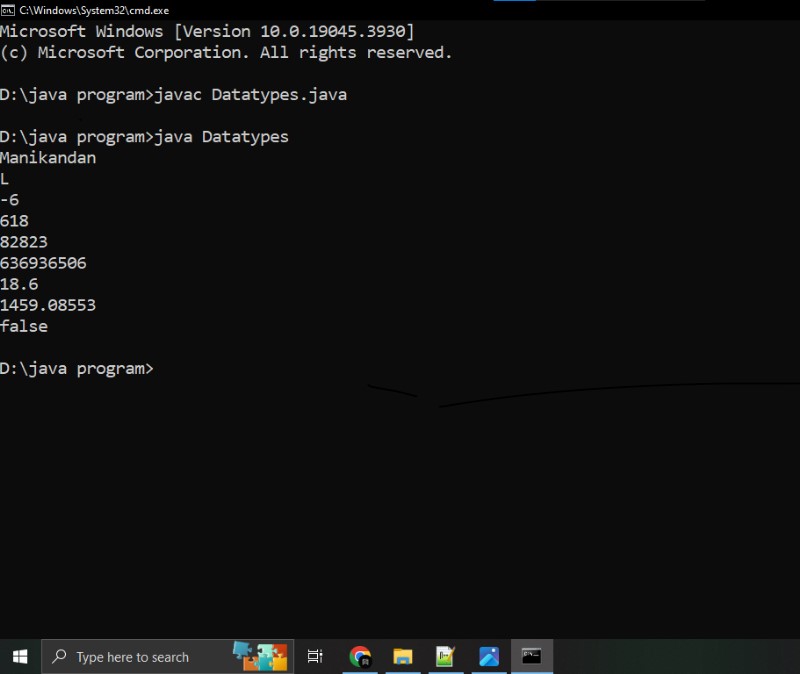 C:\Windows\System32\cmd.exe
Microsoft Windows [Version 10.0.19045.3930]
(c) Microsoft Corporation. All rights reserved.
D:\java program>javac Datatypes.java
D:\java program>java Datatypes
Manikandan
L
-6
618
82823
636936506
18.6
1459.08553
false
D:\java program>
Type here to search